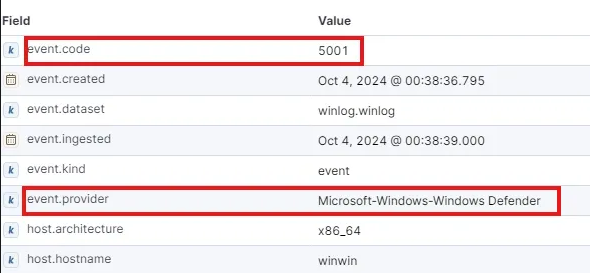 Field Value
k event.code 5001
event.created Oct 4, 2024 @ 00:38:36.795
k event.dataset winlog.winlog
event.ingested Oct 4, 2024 @ 00:38:39.000
k event.kind event
k event.provider Microsoft-Windows-Windows Defender
k host.architecture x86_64
k host.hostname winwin